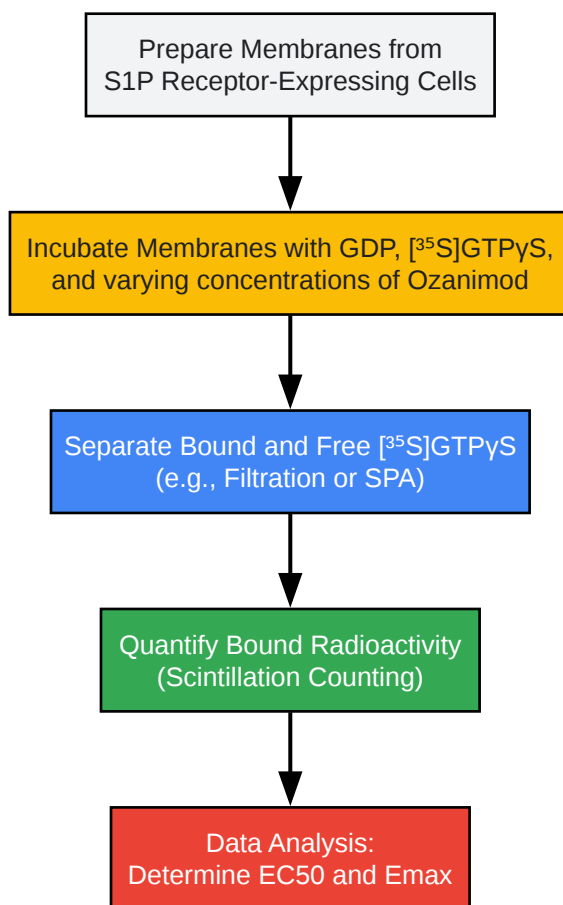 Prepare Membranes from
S1P Receptor-Expressing Cells
Incubate Membranes with GDP, [³⁵S]GTPγS,
and varying concentrations of Ozanimod
Separate Bound and Free [³⁵S]GTPγS
(e.g., Filtration or SPA)
Quantify Bound Radioactivity
(Scintillation Counting)
Data Analysis:
Determine EC50 and Emax